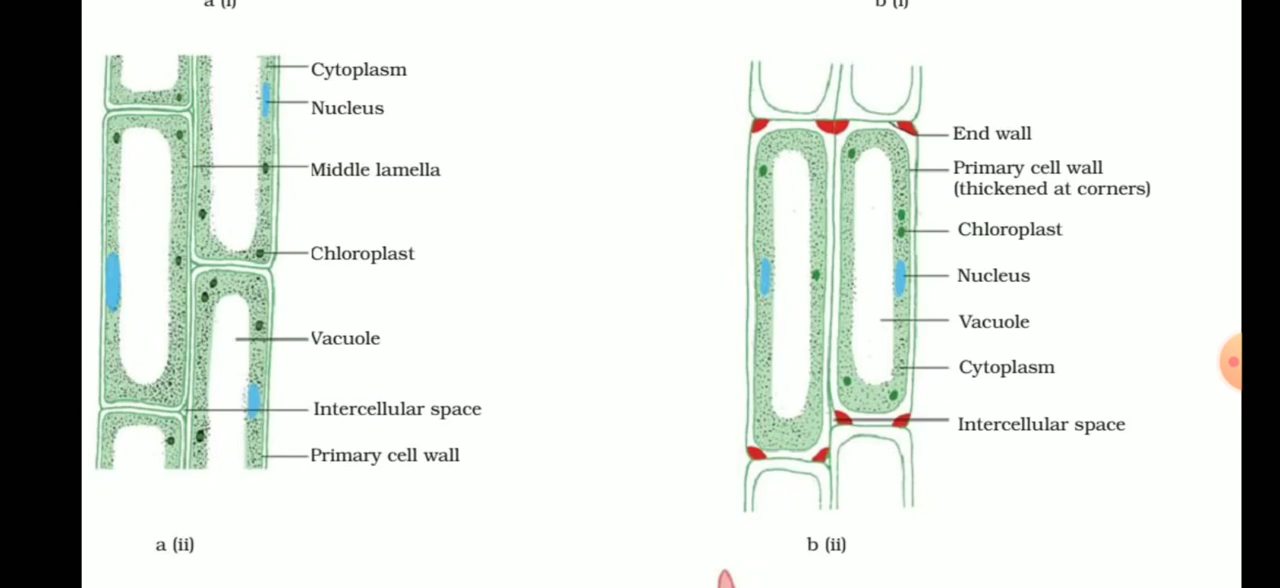 a (i)
b (i)
Cytoplasm
Nucleus
Middle lamella
Chloroplast
Vacuole
Intercellular space
Primary cell wall
a (ii)
End wall
Primary cell wall
(thickened at corners)
Chloroplast
Nucleus
Vacuole
Cytoplasm
Intercellular space
b (ii)